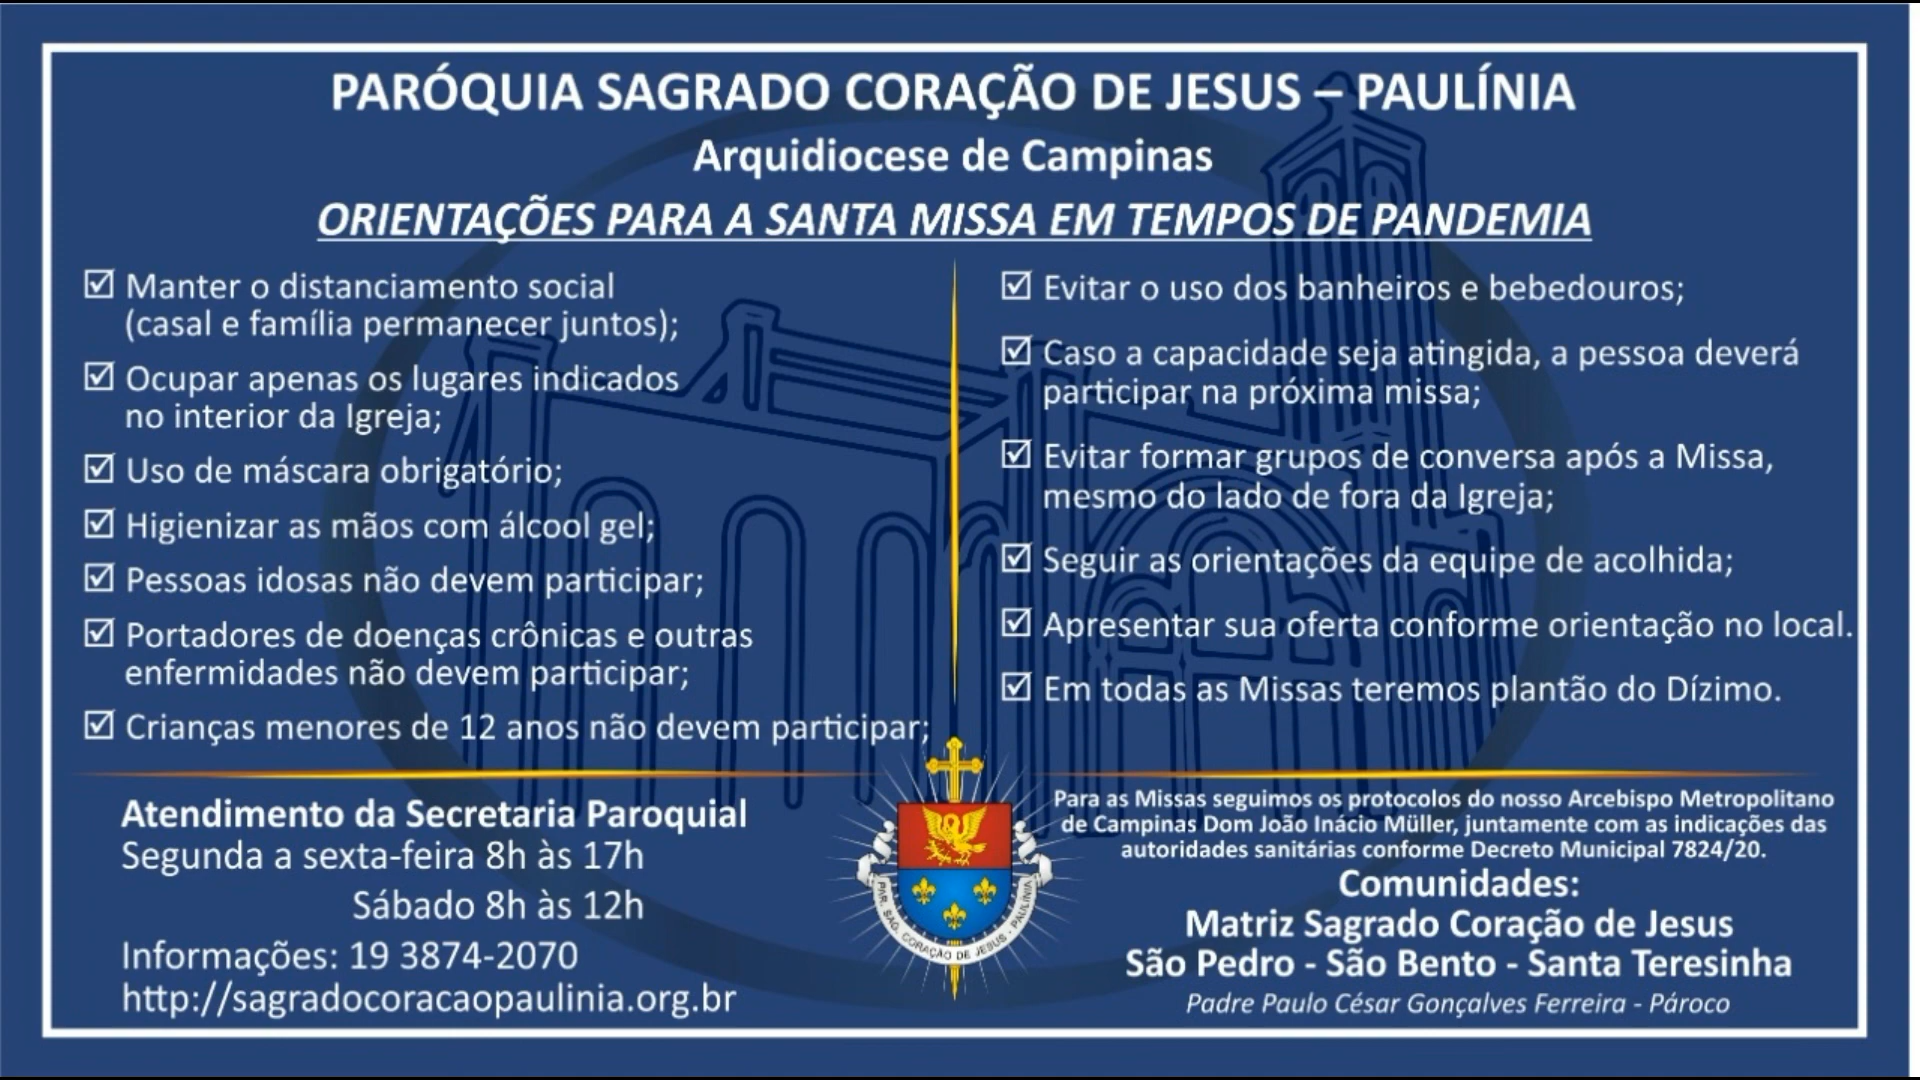 PARÓQUIA SAGRADO CORAÇÃO DE JESUS – PAULÍNIA
Arquidiocese de Campinas
ORIENTAÇÕES PARA A SANTA MISSA EM TEMPOS DE PANDEMIA
☑ Manter o distanciamento social
(casal e família permanecer juntos);
☑ Ocupar apenas os lugares indicados
no interior da Igreja;
☑ Uso de máscara obrigatório;
☑ Higienizar as mãos com álcool gel;
☑ Pessoas idosas não devem participar;
☑ Portadores de doenças crônicas e outras
enfermidades não devem participar;
☑ Crianças menores de 12 anos não devem participar;
☑ Evitar o uso dos banheiros e bebedouros;
☑ Caso a capacidade seja atingida, a pessoa deverá
participar na próxima missa;
☑ Evitar formar grupos de conversa após a Missa,
mesmo do lado de fora da Igreja;
☑ Seguir as orientações da equipe de acolhida;
☑ Apresentar sua oferta conforme orientação no local.
☑ Em todas as Missas teremos plantão do Dízimo.
Atendimento da Secretaria Paroquial
Segunda a sexta-feira 8h às 17h
Sábado 8h às 12h
Informações: 19 3874-2070
http://sagradocoracaopaulinia.org.br
PAR. SAG. CORAÇÃO DE JESUS - PAULÍNIA
Para as Missas seguimos os protocolos do nosso Arcebispo Metropolitano
de Campinas Dom João Inácio Müller, juntamente com as indicações das
autoridades sanitárias conforme Decreto Municipal 7824/20.
Comunidades:
Matriz Sagrado Coração de Jesus
São Pedro - São Bento - Santa Teresinha
Padre Paulo César Gonçalves Ferreira - Pároco